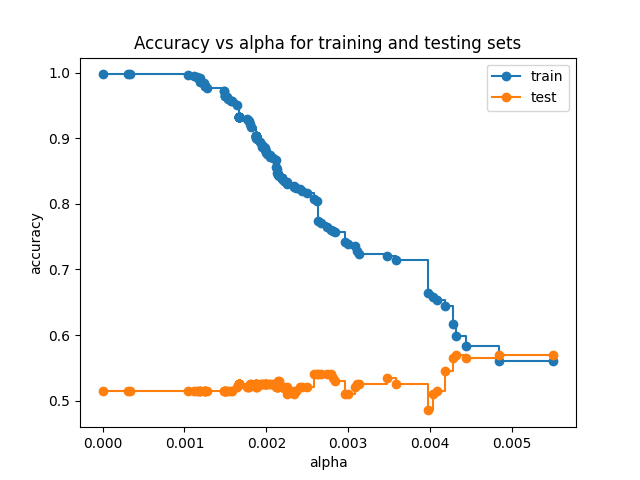 Accuracy vs alpha for training and testing sets
train
test
1.0
0.9
0.8
0.7
0.6
0.5
accuracy
0.000
0.001
0.002
0.003
0.004
0.005
alpha